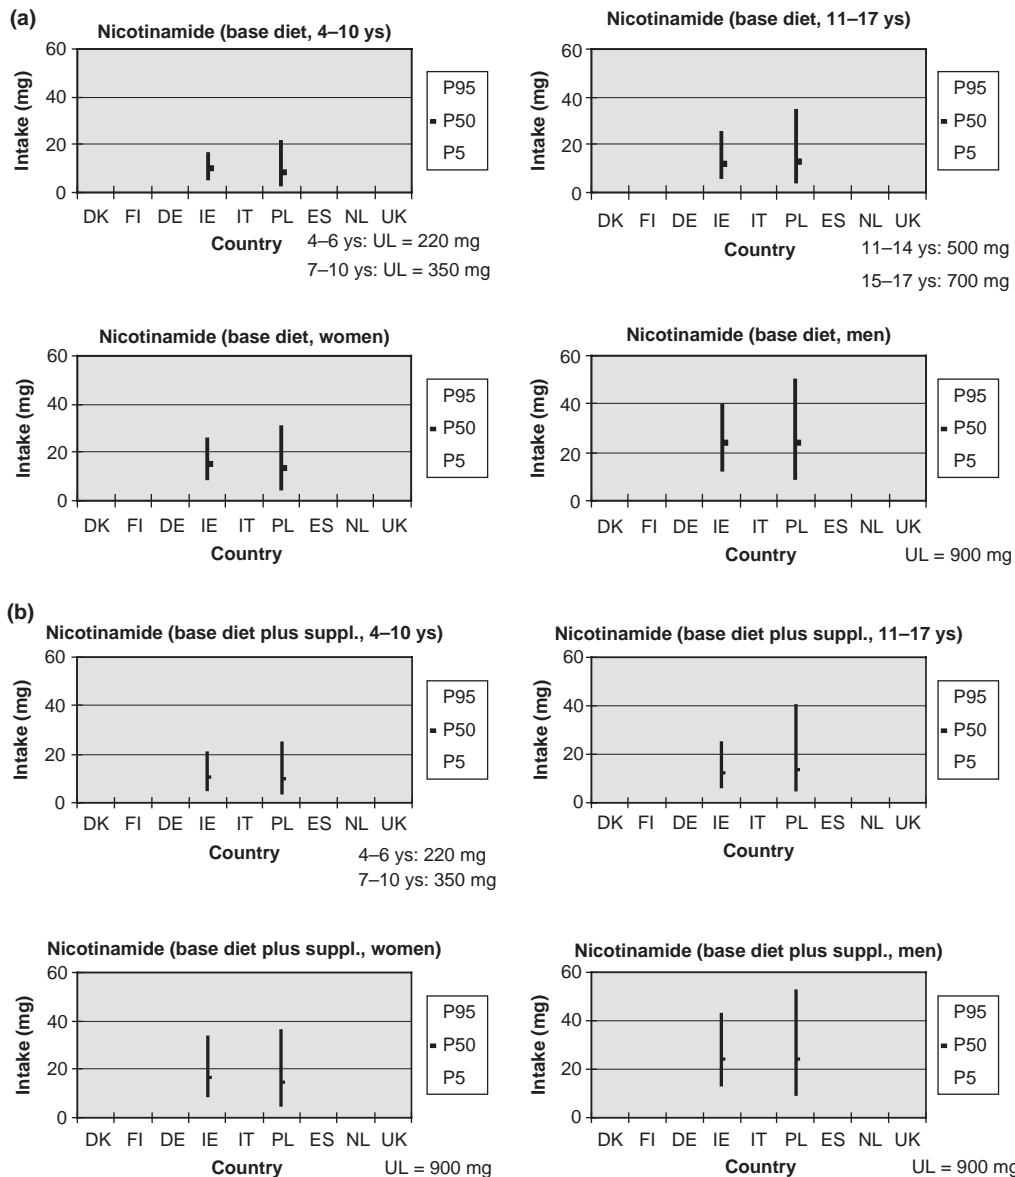 (a)
Nicotinamide (base diet, 4–10 ys)
Intake (mg)
60
40
20
0
DK FI DE IE IT PL ES NL UK
Country
P95
P50
P5
4–6 ys: UL = 220 mg
7–10 ys: UL = 350 mg
Nicotinamide (base diet, 11–17 ys)
Intake (mg)
60
40
20
0
DK FI DE IE IT PL ES NL UK
Country
P95
P50
P5
11–14 ys: 500 mg
15–17 ys: 700 mg
Nicotinamide (base diet, women)
Intake (mg)
60
40
20
0
DK FI DE IE IT PL ES NL UK
Country
P95
P50
P5
Nicotinamide (base diet, men)
Intake (mg)
60
40
20
0
DK FI DE IE IT PL ES NL UK
Country
P95
P50
P5
UL = 900 mg
(b)
Nicotinamide (base diet plus suppl., 4–10 ys)
Intake (mg)
60
40
20
0
DK FI DE IE IT PL ES NL UK
Country
P95
P50
P5
4–6 ys: 220 mg
7–10 ys: 350 mg
Nicotinamide (base diet plus suppl., 11–17 ys)
Intake (mg)
60
40
20
0
DK FI DE IE IT PL ES NL UK
Country
P95
P50
P5
Nicotinamide (base diet plus suppl., women)
Intake (mg)
60
40
20
0
DK FI DE IE IT PL ES NL UK
Country
P95
P50
P5
UL = 900 mg
Nicotinamide (base diet plus suppl., men)
Intake (mg)
60
40
20
0
DK FI DE IE IT PL ES NL UK
Country
P95
P50
P5
UL = 900 mg